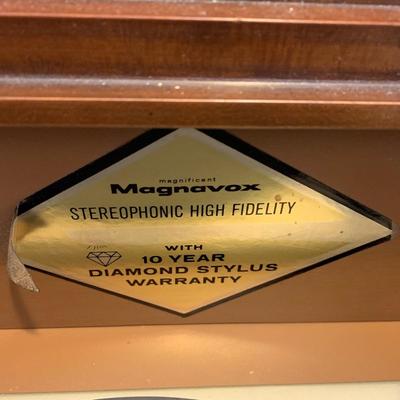 magnificent
Magnavox
STEREOPHONIC HIGH FIDELITY
WITH
10 YEAR
DIAMOND STYLUS
WARRANTY